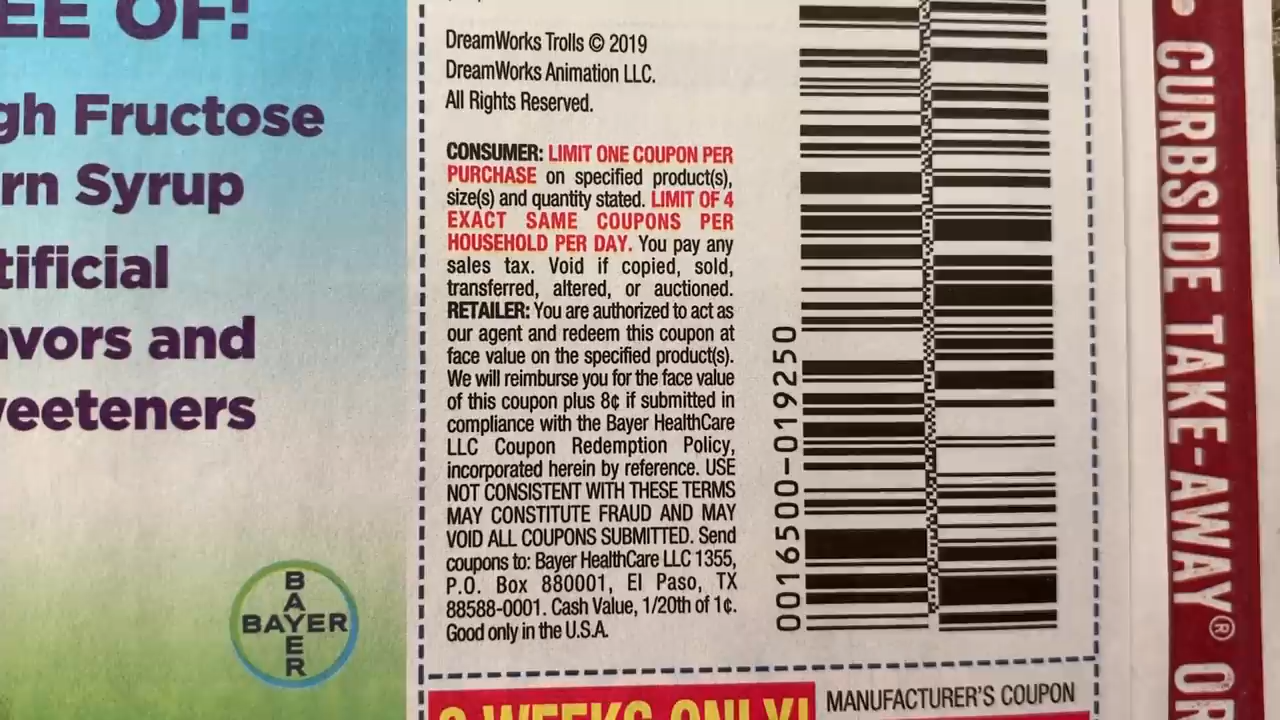 EE OF!
gh Fructose
rn Syrup
tificial
avors and
weeteners
BAYER
BAYER
DreamWorks Trolls © 2019
DreamWorks Animation LLC.
All Rights Reserved.
CONSUMER: LIMIT ONE COUPON PER
PURCHASE on specified product(s),
size(s) and quantity stated. LIMIT OF 4
EXACT SAME COUPONS PER
HOUSEHOLD PER DAY. You pay any
sales tax. Void if copied, sold,
transferred, altered, or auctioned.
RETAILER: You are authorized to act as
our agent and redeem this coupon at
face value on the specified product(s).
We will reimburse you for the face value
of this coupon plus 8¢ if submitted in
compliance with the Bayer HealthCare
LLC Coupon Redemption Policy,
incorporated herein by reference. USE
NOT CONSISTENT WITH THESE TERMS
MAY CONSTITUTE FRAUD AND MAY
VOID ALL COUPONS SUBMITTED. Send
coupons to: Bayer HealthCare LLC 1355,
P.O. Box 880001, El Paso, TX
88588-0001. Cash Value, 1/20th of 1¢.
Good only in the U.S.A.
0016500-019250
WEEKS ONLY!
MANUFACTURER'S COUPON
• CURBSIDE TAKE-AWAY® OR